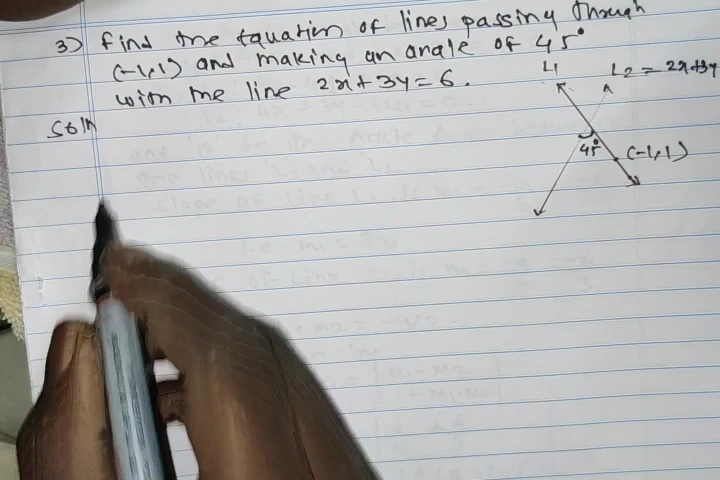 3) Find the Equation of lines passing through
(-1,1) and making an angle of 45°
with the line 2x+3y=6.
L1
L2 = 2x+3y
Soln
45°
(-1,1)